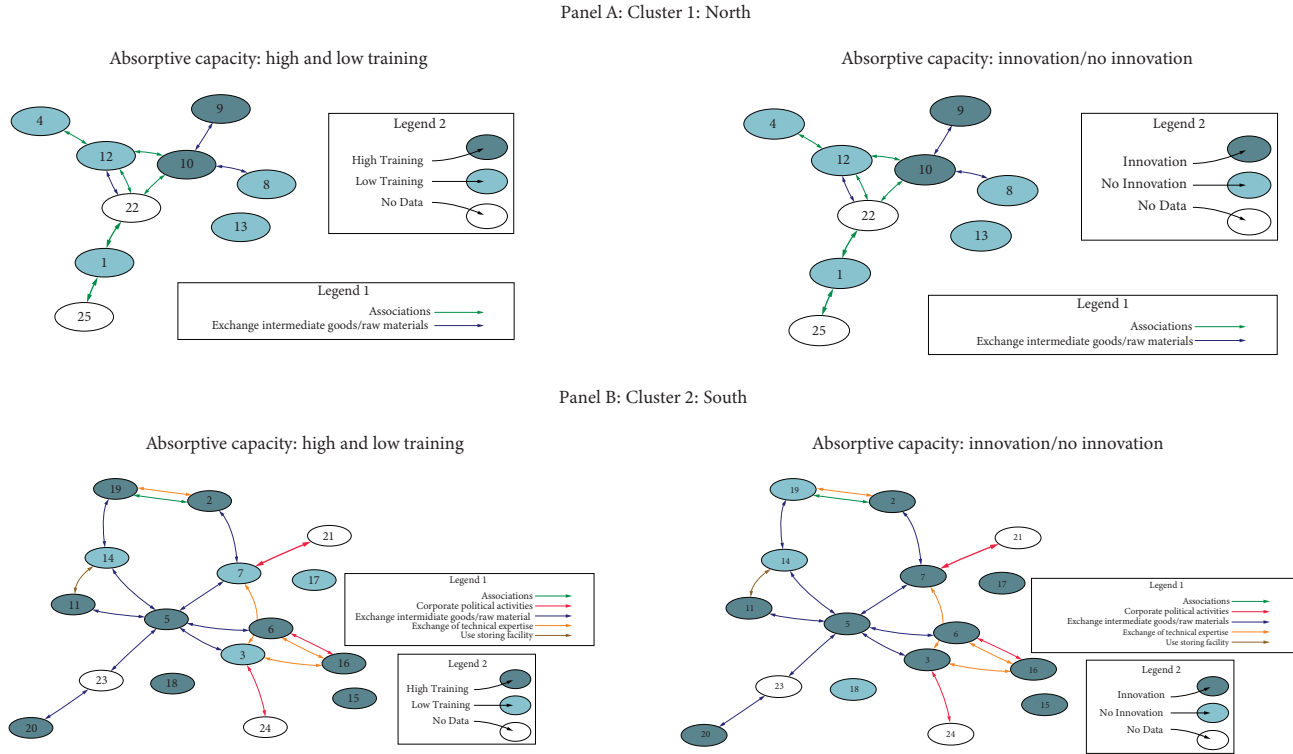 Panel A: Cluster 1: North
Absorptive capacity: high and low training
4
9
12
10
8
22
13
1
25
Legend 2
High Training
Low Training
No Data
Legend 1
Associations
Exchange intermediate goods/raw materials
Absorptive capacity: innovation/no innovation
4
9
12
10
8
22
13
1
25
Legend 2
Innovation
No Innovation
No Data
Legend 1
Associations
Exchange intermediate goods/raw materials
Panel B: Cluster 2: South
Absorptive capacity: high and low training
19
2
21
14
7
17
11
5
6
3
16
23
18
15
20
24
Legend 1
Associations
Corporate political activities
Exchange intermidiate goods/raw material
Exchange of technical expertise
Use storing facility
Legend 2
High Training
Low Training
No Data
Absorptive capacity: innovation/no innovation
19
2
21
14
7
17
11
5
6
3
16
23
18
15
20
24
Legend 1
Associations
Corporate political activities
Exchange intermediate goods/raw materials
Exchange of technical expertise
Use storing facility
Legend 2
Innovation
No Innovation
No Data